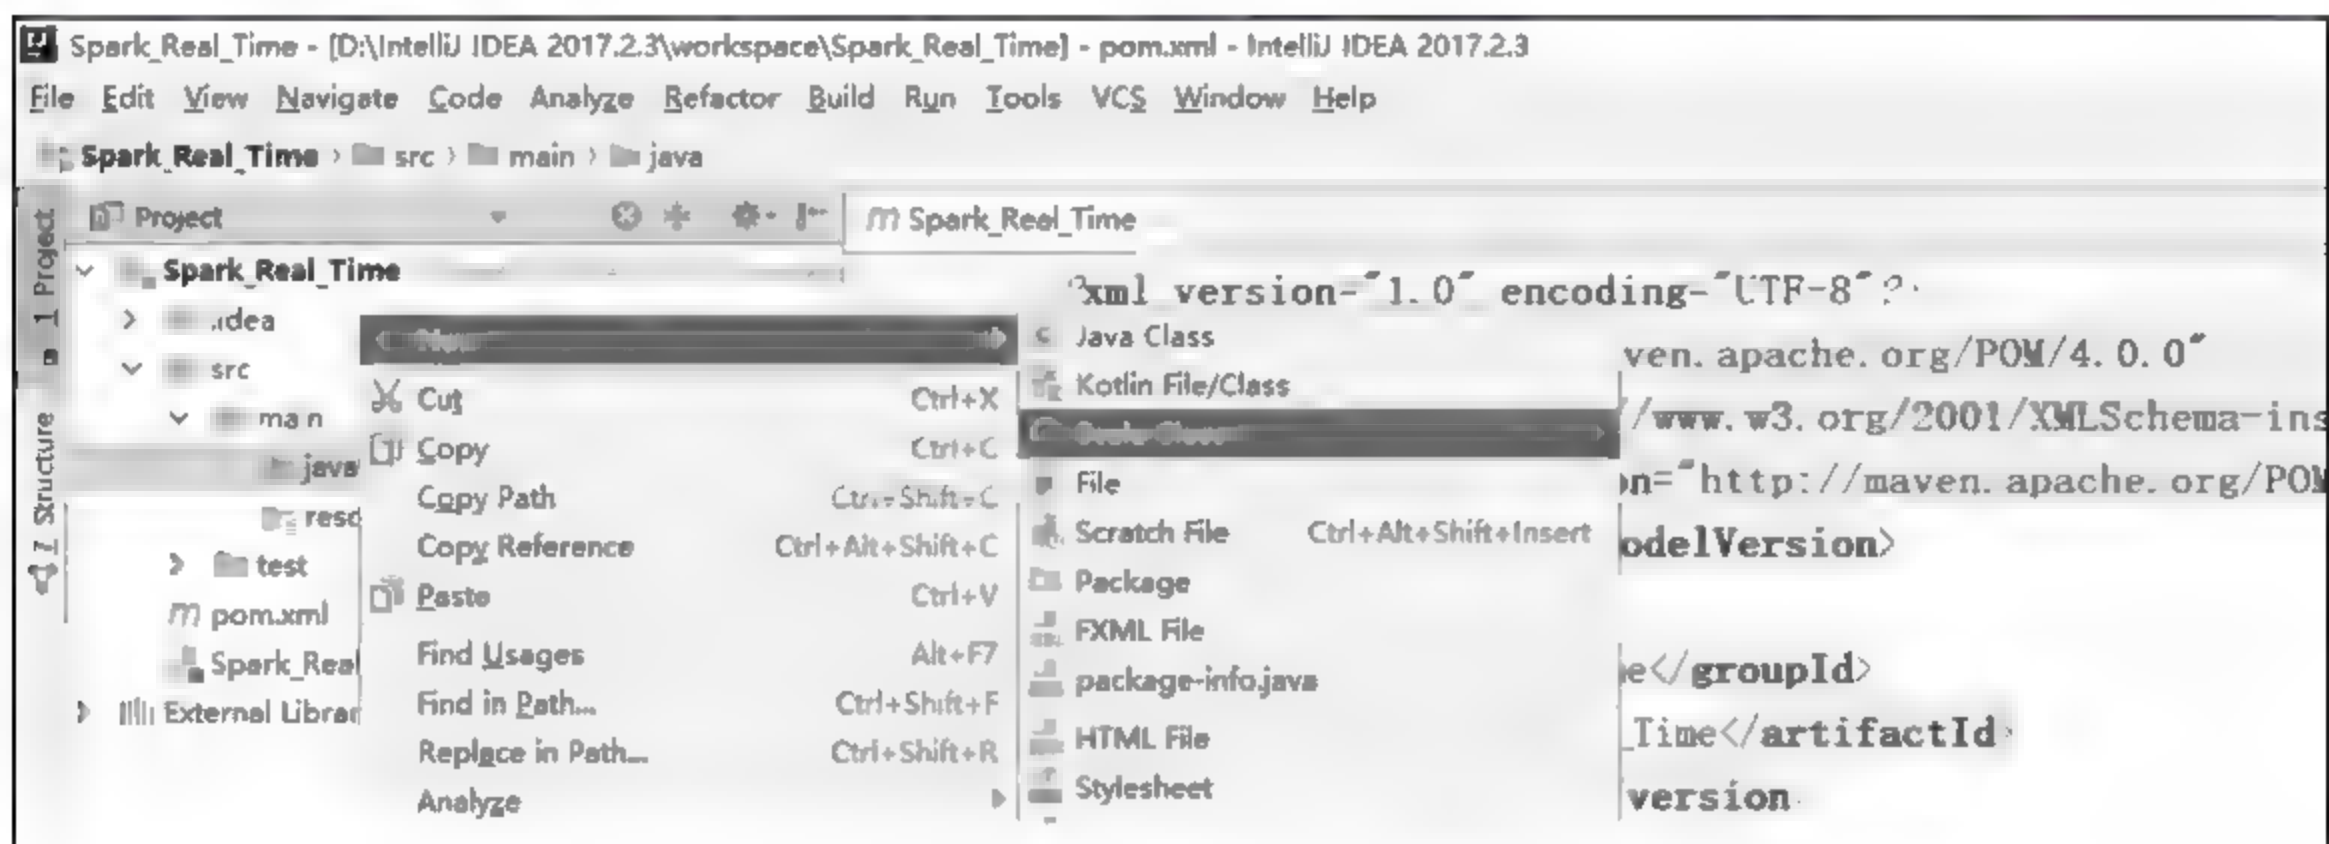 Spark_Real_Time - [D:\IntelliJ IDEA 2017.2.3\workspace\Spark_Real_Time] - pom.xml - IntelliJ IDEA 2017.2.3
File Edit View Navigate Code Analyze Refactor Build Run Tools VCS Window Help
Spark_Real_Time › src › main › java
1 Project
Z Structure
Project
Spark_Real_Time
.idea
src
main
java
test
pom.xml
Spark_Real
External Librar
Cut Ctrl+X
Copy Ctrl+C
Copy Path Ctrl+Shift+C
Copy Reference Ctrl+Alt+Shift+C
Paste Ctrl+V
Find Usages Alt+F7
Find in Path... Ctrl+Shift+F
Replace in Path... Ctrl+Shift+R
Analyze
Java Class
Kotlin File/Class
File
Scratch File Ctrl+Alt+Shift+Insert
Package
FXML File
package-info.java
HTML File
Stylesheet
m Spark_Real_Time
?xml version="1.0" encoding="UTF-8"?
ven.apache.org/POM/4.0.0"
//www.w3.org/2001/XMLSchema-ins
n="http://maven.apache.org/POM
odelVersion>
e</groupId>
_Time</artifactId>
version